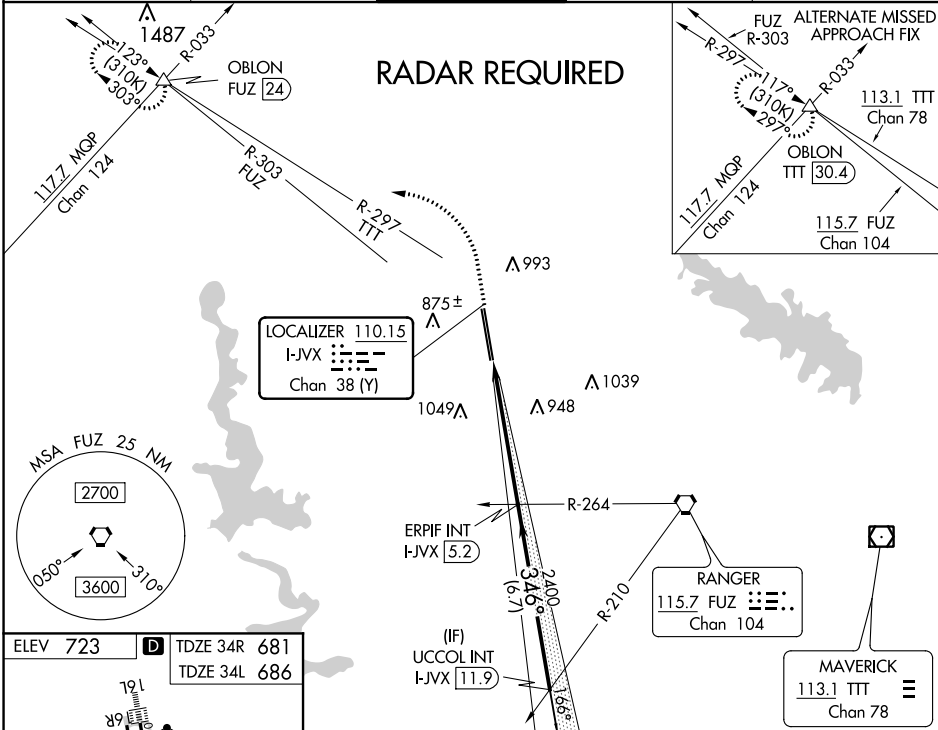 1487
R-033
123°
(310K)
303°
OBLON
FUZ 24
117.7 MQP
Chan 124
R-303
FUZ
R-297
TTT
RADAR REQUIRED
ALTERNATE MISSED
APPROACH FIX
FUZ
R-303
R-297
R-033
117°
(310K)
297°
113.1 TTT
Chan 78
OBLON
TTT 30.4
117.7 MQP
Chan 124
115.7 FUZ
Chan 104
993
875±
LOCALIZER 110.15
I-JVX
Chan 38 (Y)
1039
1049
948
MSA FUZ 25 NM
2700
050°
310°
3600
R-264
ERPIF INT
I-JVX 5.2
346°
2400
(6.7)
R-210
RANGER
115.7 FUZ
Chan 104
(IF)
UCCOL INT
I-JVX 11.9
166°
MAVERICK
113.1 TTT
Chan 78
ELEV 723
D
TDZE 34R 681
TDZE 34L 686
16L